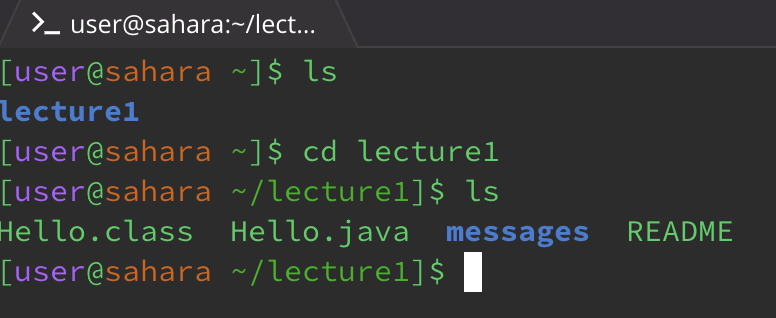 user@sahara:~/lect...
[user@sahara ~]$ ls
lecture1
[user@sahara ~]$ cd lecture1
[user@sahara ~/lecture1]$ ls
Hello.class  Hello.java  messages  README
[user@sahara ~/lecture1]$